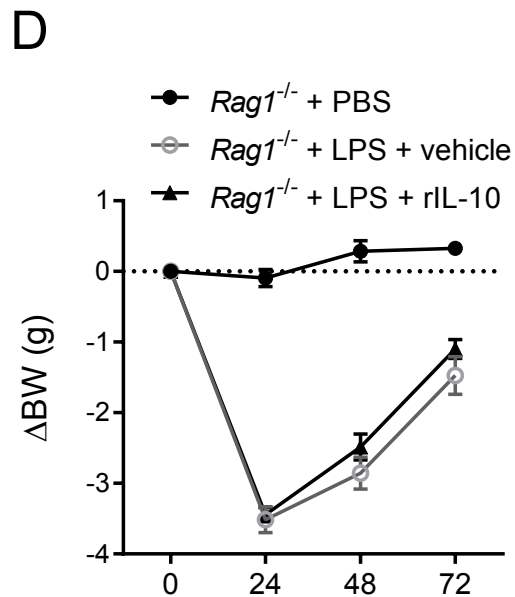 D
Rag1-/- + PBS
Rag1-/- + LPS + vehicle
Rag1-/- + LPS + rIL-10
1
0
-1
-2
-3
-4
ΔBW (g)
0 24 48 72